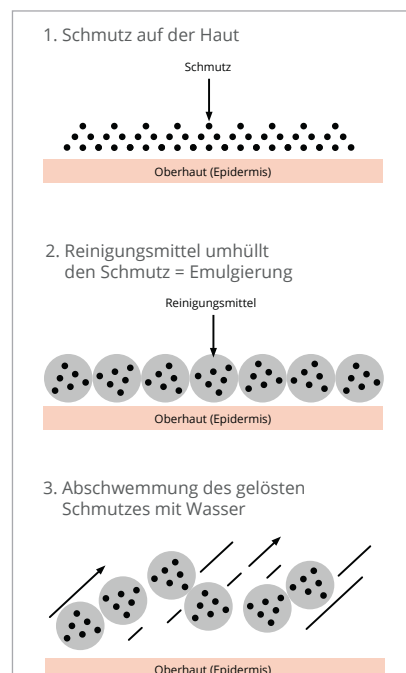 1. Schmutz auf der Haut
Schmutz
Oberhaut (Epidermis)
2. Reinigungsmittel umhüllt
den Schmutz = Emulgierung
Reinigungsmittel
Oberhaut (Epidermis)
3. Abschwemmung des gelösten
Schmutzes mit Wasser
Oberhaut (Epidermis)